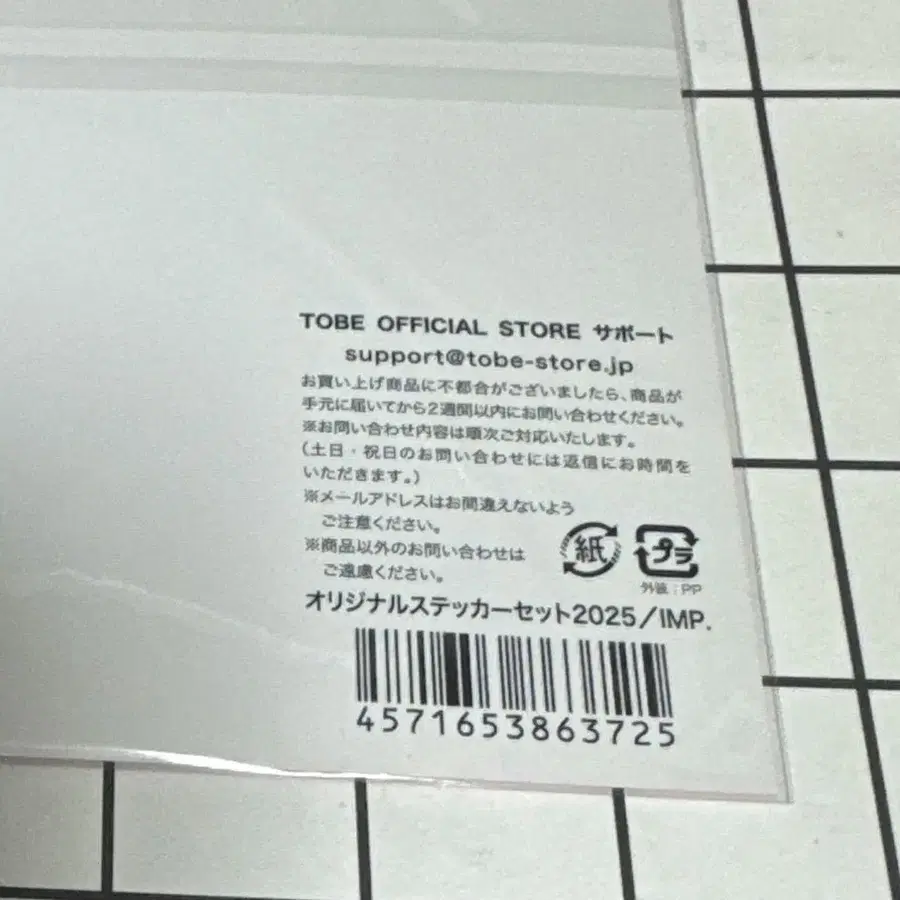 TOBE OFFICIAL STORE サポート
support@tobe-store.jp
お買い上げ商品に不都合がございましたら、商品が
手元に届いてから2週間以内にお問い合わせください。
※お問い合わせ内容は順次ご対応いたします。
(土日・祝日のお問い合わせには返信にお時間を
いただきます。)
※メールアドレスはお間違えないよう
ご注意ください。
※商品以外のお問い合わせは
ご遠慮ください。
紙
プラ
外装:PP
オリジナルステッカーセット2025/IMP.
4571653863725